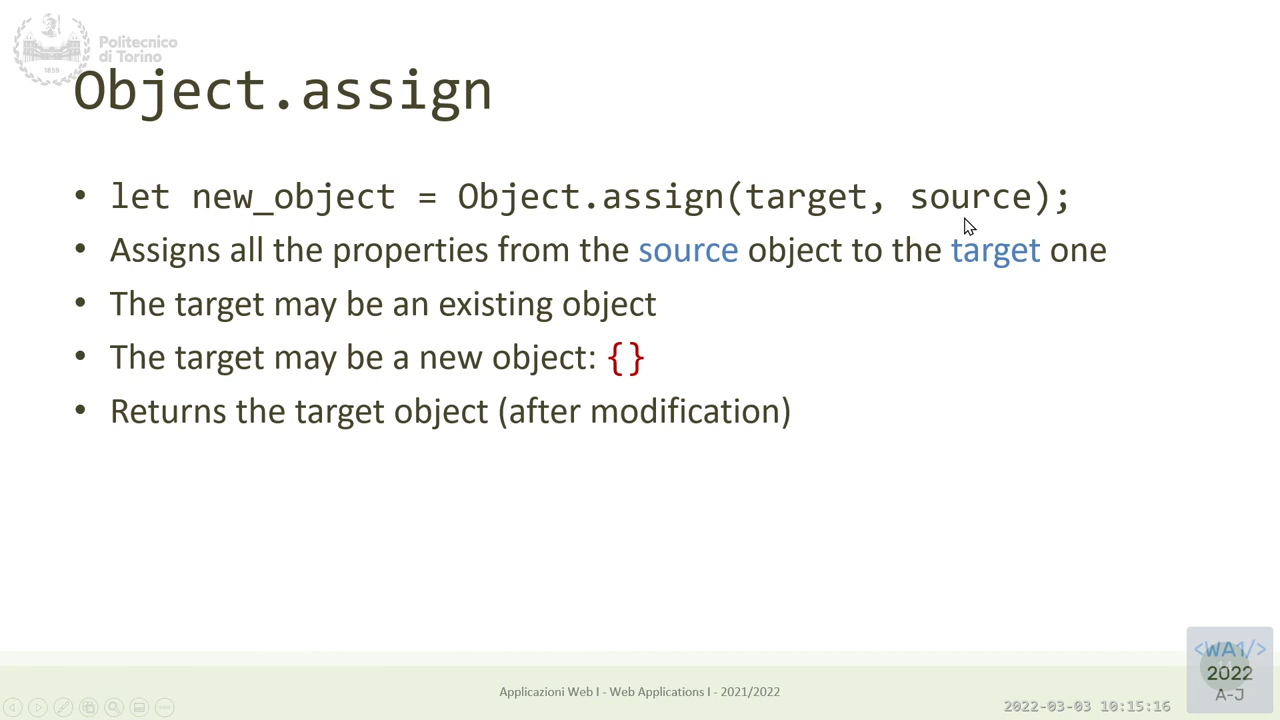 Politecnico
di Torino
1859
Object.assign
• let new_object = Object.assign(target, source);
• Assigns all the properties from the source object to the target one
• The target may be an existing object
• The target may be a new object: {}
• Returns the target object (after modification)
Applicazioni Web I - Web Applications I - 2021/2022
2022-03-03 10:15:16
<WA1/>
2022
A-J